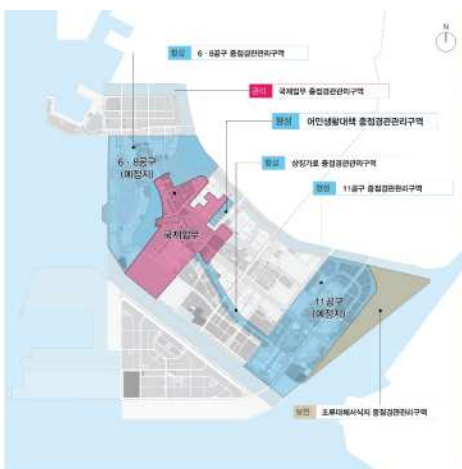 N
형성 6 · 8공구 중점경관관리구역
관리 국제업무 중점경관관리구역
형성 어민생활대책 중점경관관리구역
형성 상징가로 중점경관관리구역
형성 11공구 중점경관관리구역
6 · 8공구
(예정지)
국제업무
11공구
(예정지)
보전 조류대체서식지 중점경관관리구역